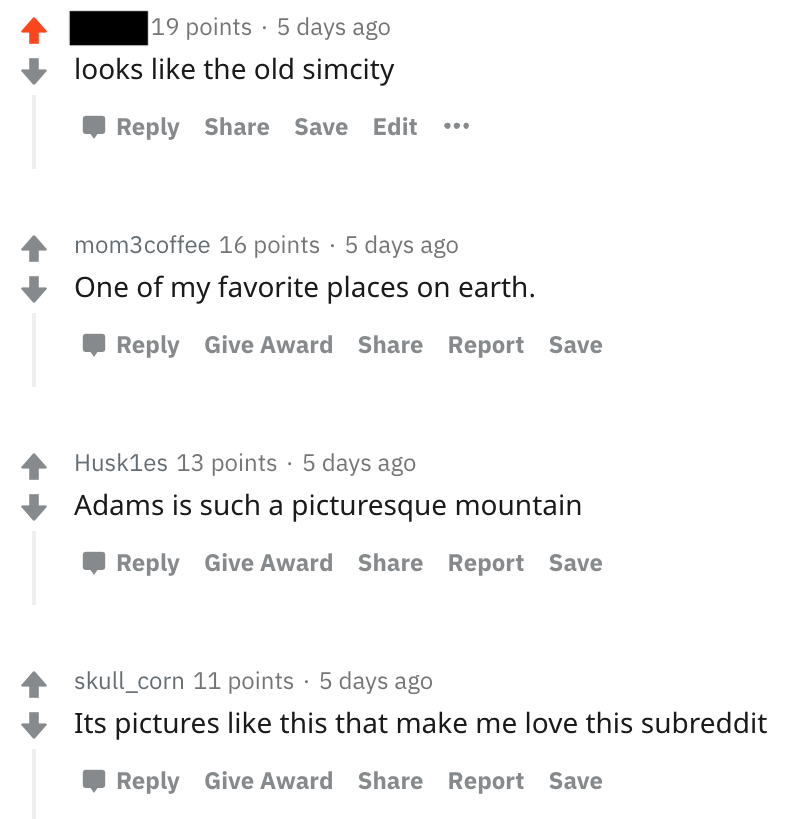 19 points · 5 days ago
looks like the old simcity
Reply Share Save Edit •••
mom3coffee 16 points · 5 days ago
One of my favorite places on earth.
Reply Give Award Share Report Save
Husk1es 13 points · 5 days ago
Adams is such a picturesque mountain
Reply Give Award Share Report Save
skull_corn 11 points · 5 days ago
Its pictures like this that make me love this subreddit
Reply Give Award Share Report Save